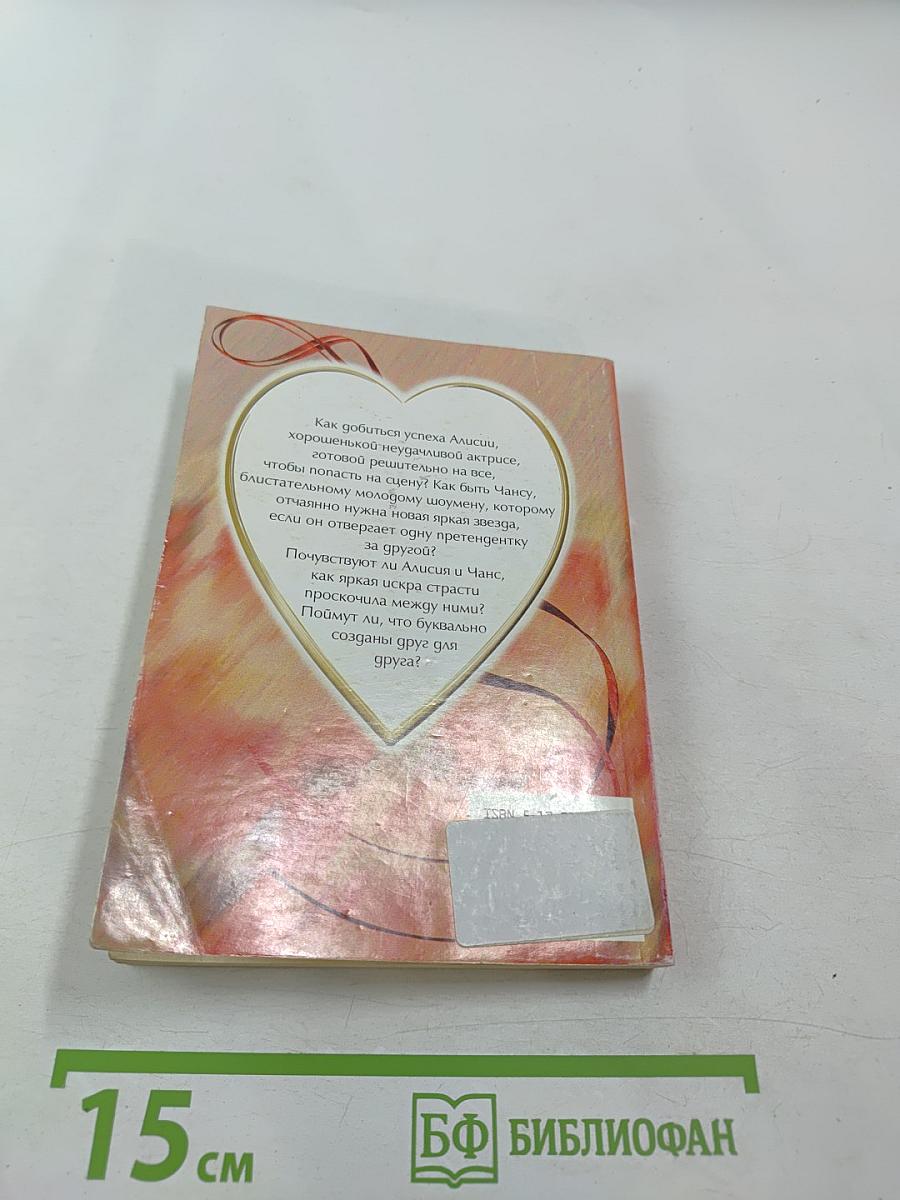 Как добиться успеха Алисии,
хорошенькой неудачливой актрисе,
готовой решительно на все,
чтобы попасть на сцену? Как быть Чансу,
блистательному молодому шоумену, которому
отчаянно нужна новая яркая звезда,
если он отвергает одну претендентку
за другой?
Почувствуют ли Алисия и Чанс,
как яркая искра страсти
проскочила между ними?
Поймут ли, что буквально
созданы друг для
друга?
ISBN 5-17-
15 см
БФ БИБЛИОФАН